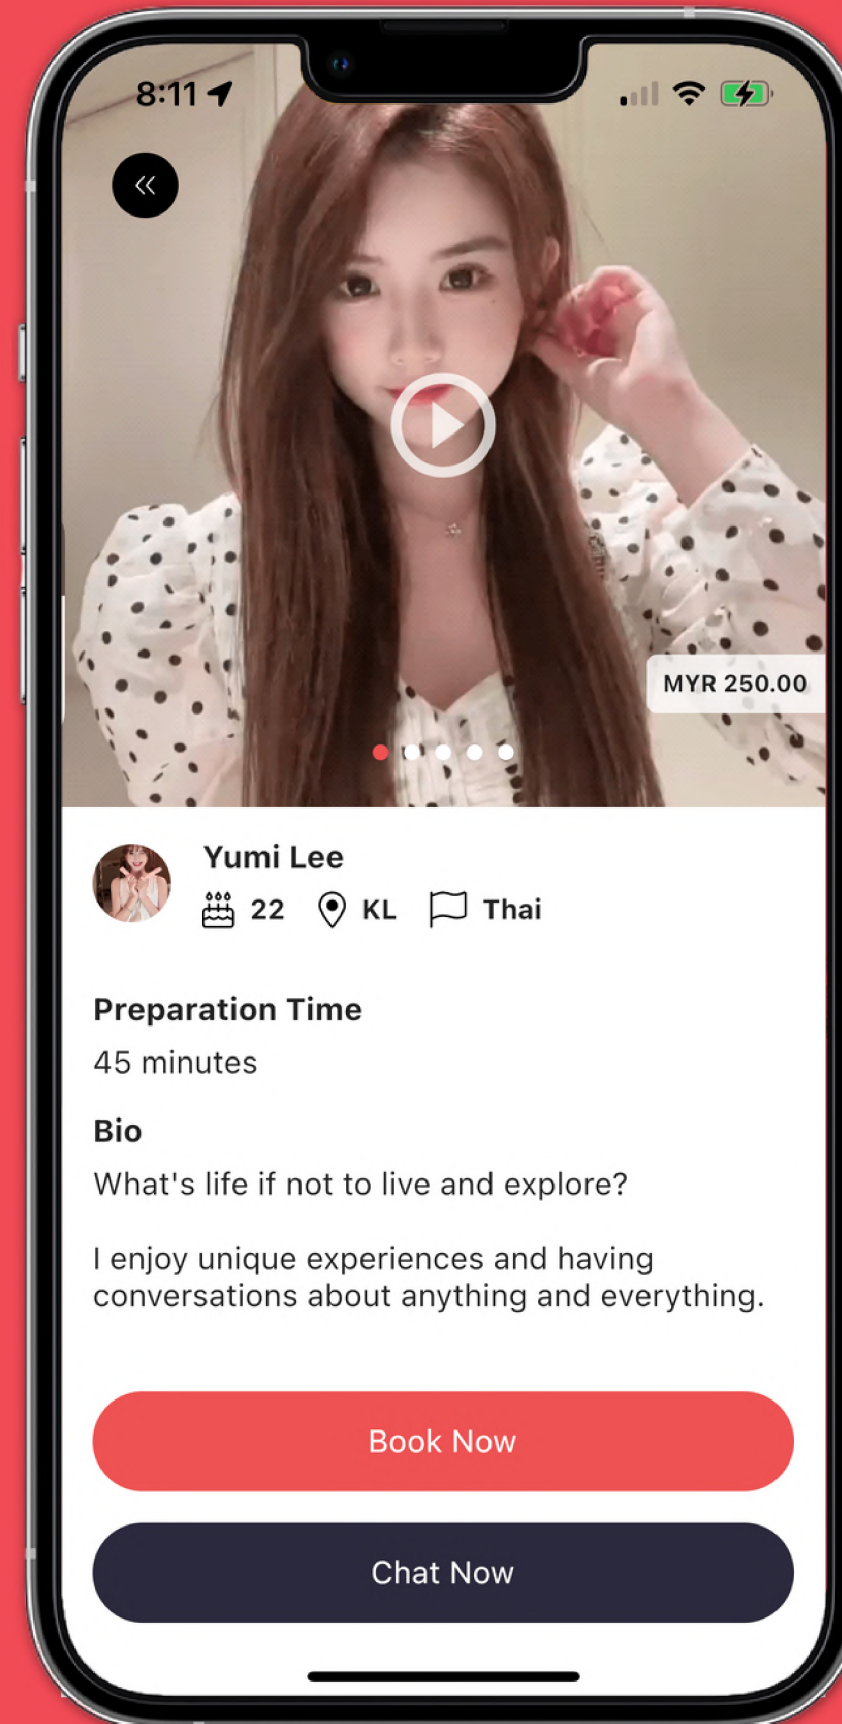 8:11
MYR 250.00
Yumi Lee
22 KL Thai
Preparation Time
45 minutes
Bio
What's life if not to live and explore?
I enjoy unique experiences and having
conversations about anything and everything.
Book Now
Chat Now